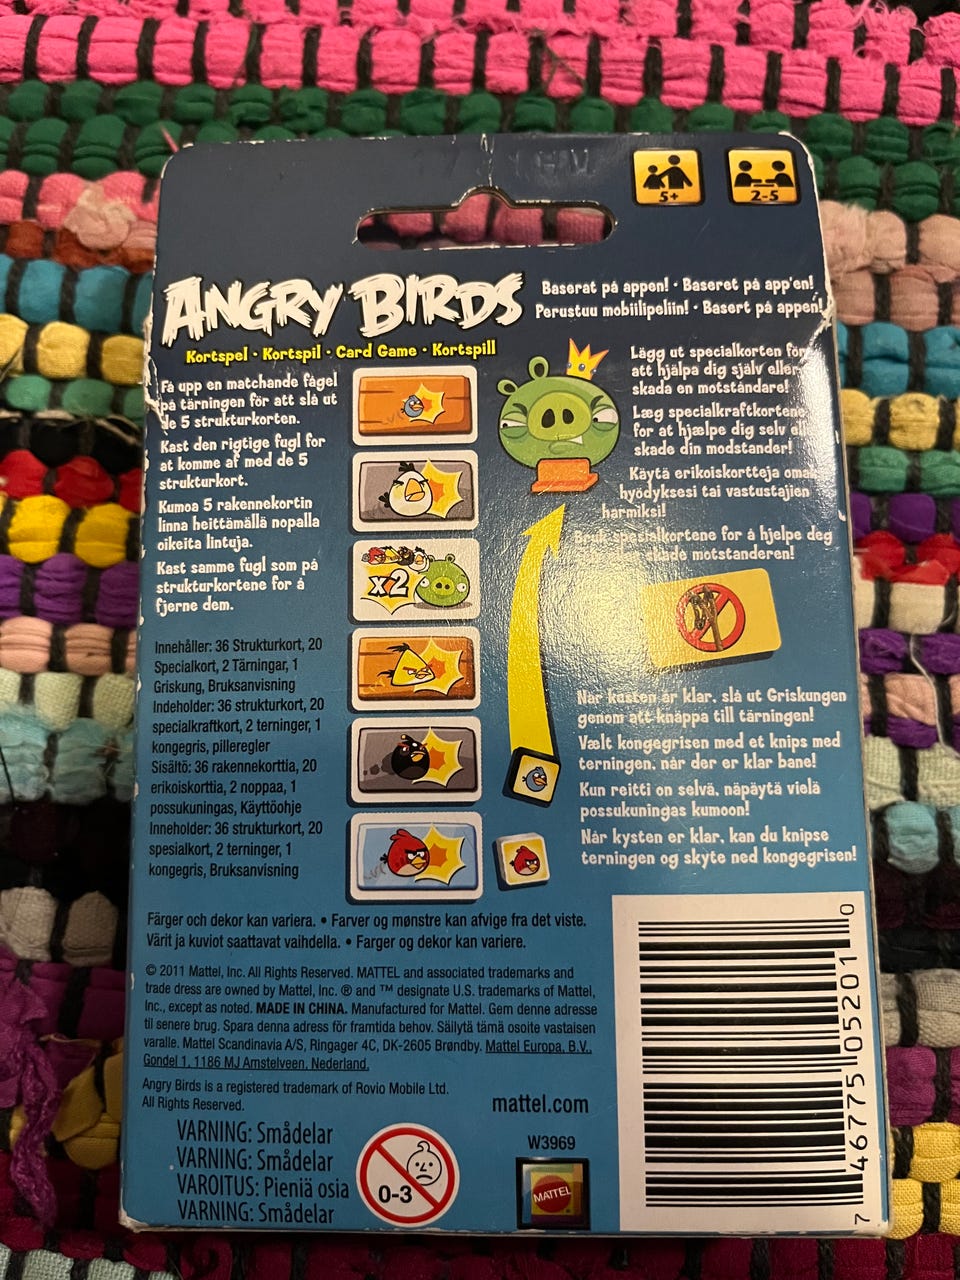 5+
2-5
ANGRY BIRDS
Kortspel · Kortspil · Card Game · Kortspill
Baserat på appen! · Baseret på app'en!
Perustuu mobiilipeliin! · Basert på appen!
Få upp en matchande fågel
på tärningen för att slå ut
de 5 strukturkorten.
Kast den rigtige fugl for
at komme af med de 5
strukturkort.
Kumoa 5 rakennekortin
linna heittämällä nopalla
oikeita lintuja.
Kast samme fugl som på
strukturkortene for å
fjerne dem.
x2
Lägg ut specialkorten för
att hjälpa dig själv eller
skada en motståndare!
Læg specialkraftkortene
for at hjælpe dig selv
skade din modstander!
Käytä erikoiskortteja
hyödyksesi tai vastustajien
harmiksi!
Bruk spesialkortene for å hjelpe deg
skade motstanderen!
När kusten är klar, slå ut Griskungen
genom att knäppa till tärningen!
Vælt kongegrisen med et knips med
terningen, når der er klar bane!
Kun reitti on selvä, näpäytä vielä
possukuningas kumoon!
Når kysten er klar, kan du knipse
terningen og skyte ned kongegrisen!
Innehåller: 36 Strukturkort, 20
Specialkort, 2 Tärningar, 1
Griskung, Bruksanvisning
Indeholder: 36 strukturkort, 20
specialkraftkort, 2 terninger, 1
kongegris, pilleregler
Sisältö: 36 rakennekorttia, 20
erikoiskorttia, 2 noppaa, 1
possukuningas, Käyttöohje
Inneholder: 36 strukturkort, 20
spesialkort, 2 terninger, 1
kongegris, Bruksanvisning
Färger och dekor kan variera. • Farver og mønstre kan afvige fra det viste.
Värit ja kuviot saattavat vaihdella. • Farger og dekor kan variere.
© 2011 Mattel, Inc. All Rights Reserved. MATTEL and associated trademarks and
trade dress are owned by Mattel, Inc. ® and ™ designate U.S. trademarks of Mattel,
Inc., except as noted. MADE IN CHINA. Manufactured for Mattel. Gem denne adresse
til senere brug. Spara denna adress för framtida behov. Säilytä tämä osoite vastaisen
varalle. Mattel Scandinavia A/S, Ringager 4C, DK-2605 Brøndby. Mattel Europa, B.V.,
Gondel 1, 1186 MJ Amstelveen, Nederland.
Angry Birds is a registered trademark of Rovio Mobile Ltd.
All Rights Reserved.
mattel.com
VARNING: Smådelar
VARNING: Smådelar
VAROITUS: Pieniä osia
VARNING: Smådelar
0-3
W3969
MATTEL
7 46775 05201 0